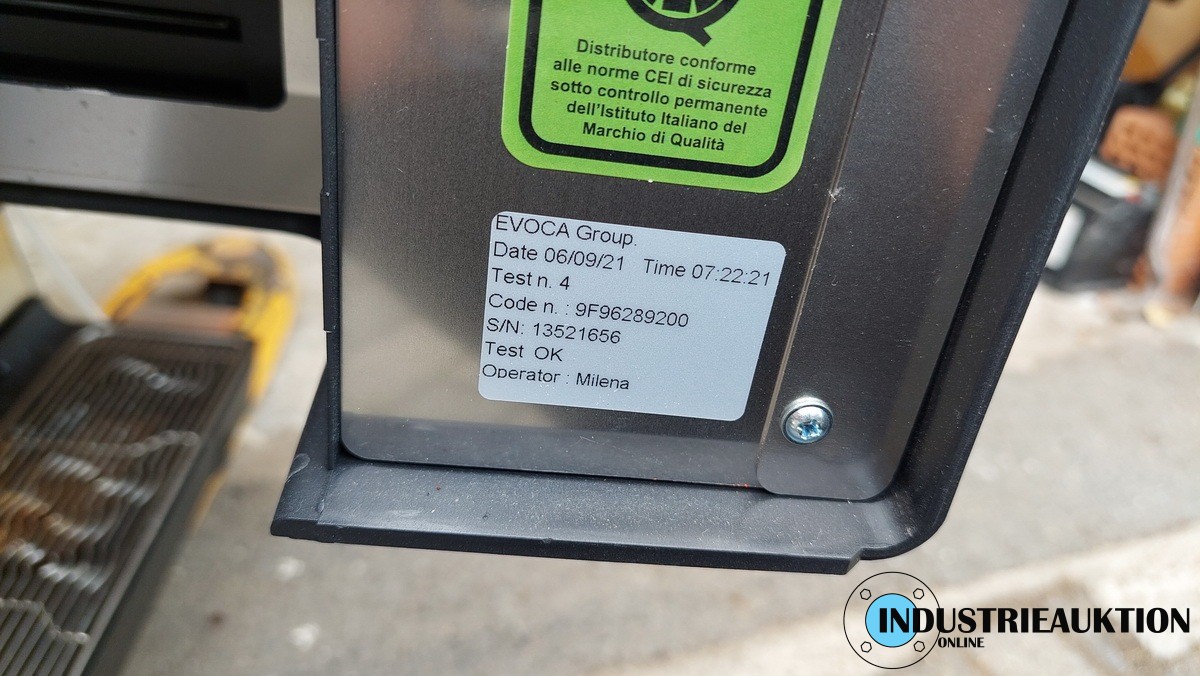 Distributore conforme
alle norme CEI di sicurezza
sotto controllo permanente
dell'Istituto Italiano del
Marchio di Qualità
EVOCA Group.
Date 06/09/21 Time 07:22:21
Test n. 4
Code n. : 9F96289200
S/N: 13521656
Test OK
Operator : Milena
INDUSTRIEAUKTION
ONLINE